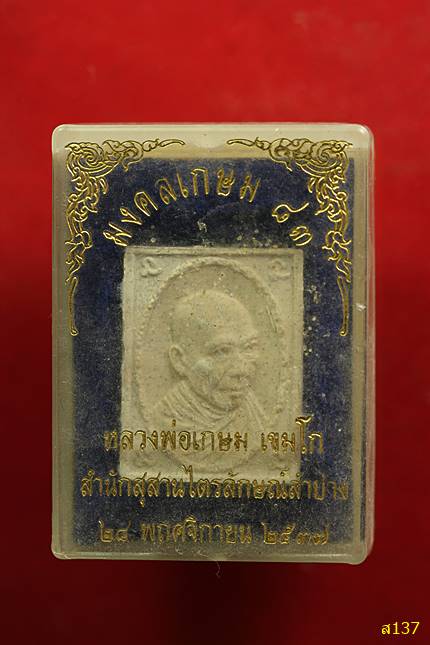 มงคลเกษม ๘๓
หลวงพ่อเกษม เขมโก
สำนักสุสานไตรลักษณ์ลำปาง
๒๘ พฤศจิกายน ๒๕๓๗
ส137